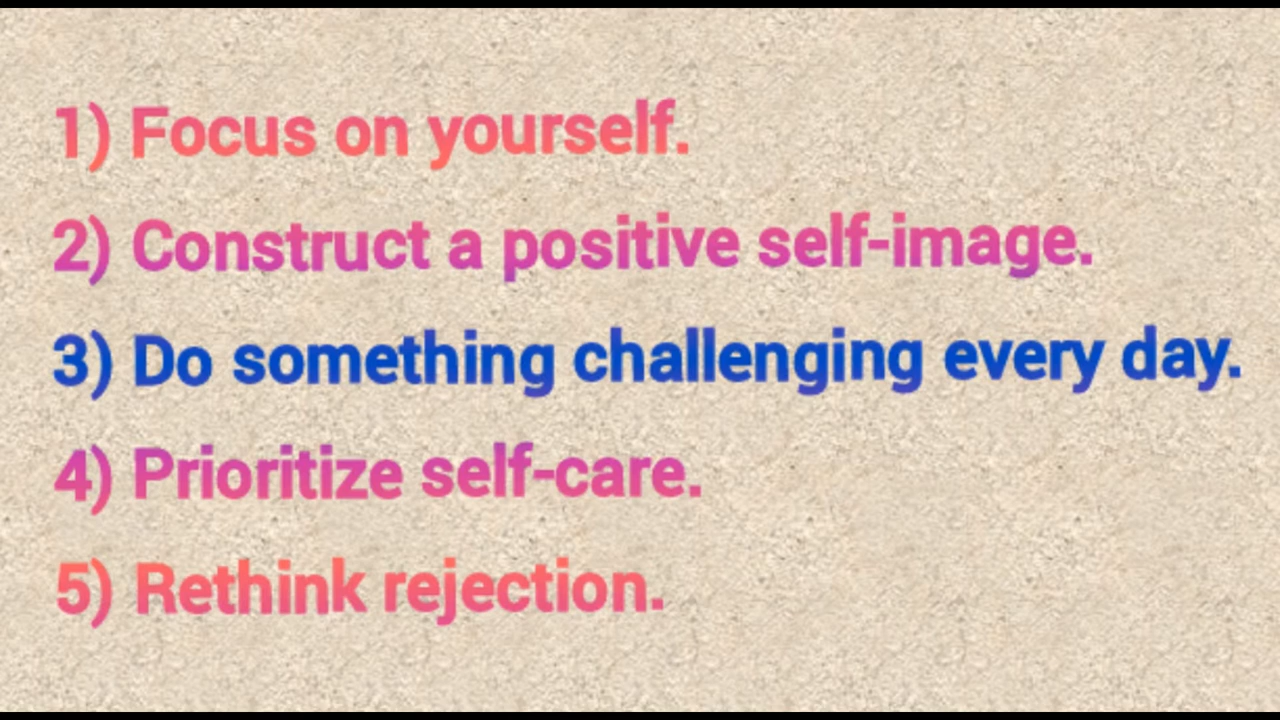 1) Focus on yourself.
2) Construct a positive self-image.
3) Do something challenging every day.
4) Prioritize self-care.
5) Rethink rejection.